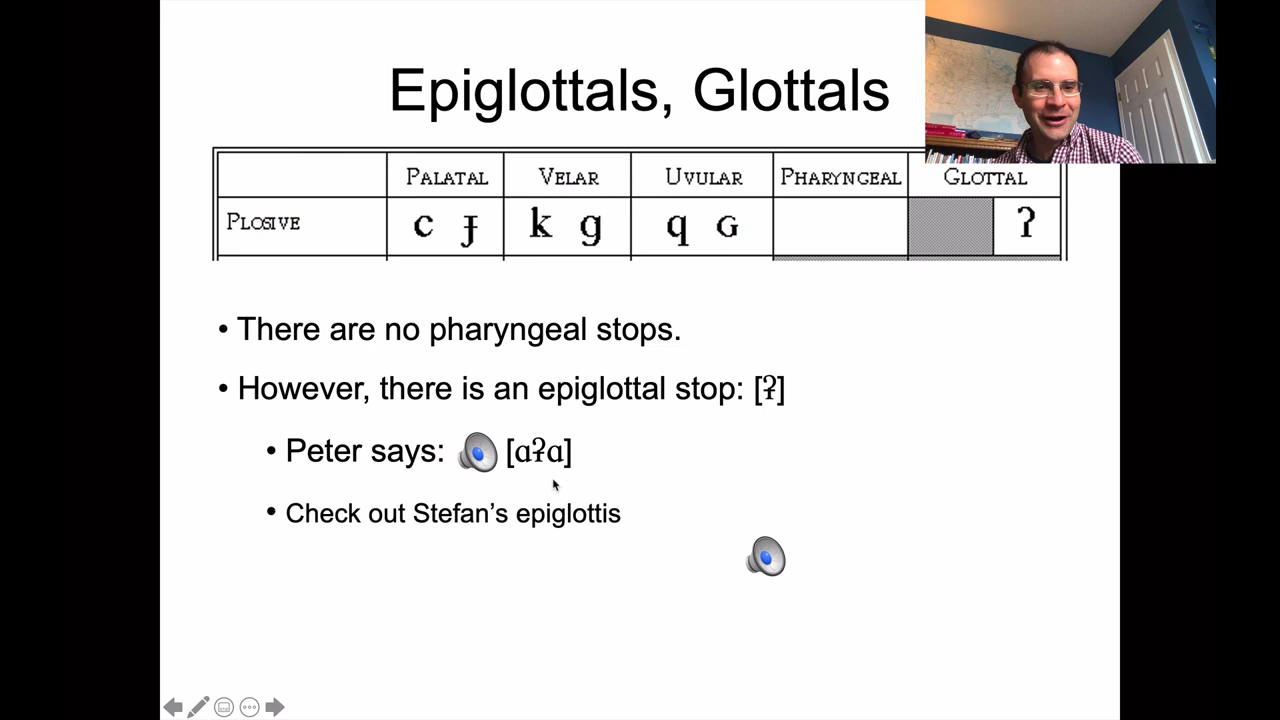 Epiglottals, Glottals
PALATAL VELAR UVULAR PHARYNGEAL GLOTTAL
PLOSIVE c ɟ k ɡ q ɢ ʔ
• There are no pharyngeal stops.
• However, there is an epiglottal stop: [ʡ]
• Peter says: [ɑʡɑ]
• Check out Stefan’s epiglottis